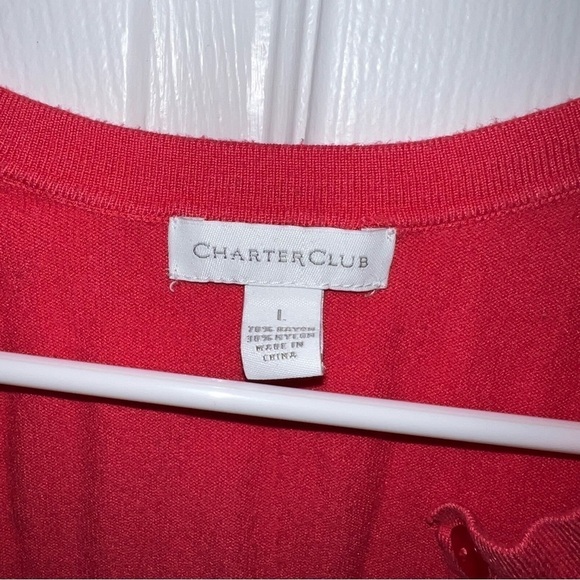 CHARTER CLUB
L
70% RAYON
30% NYLON
MADE IN
CHINA